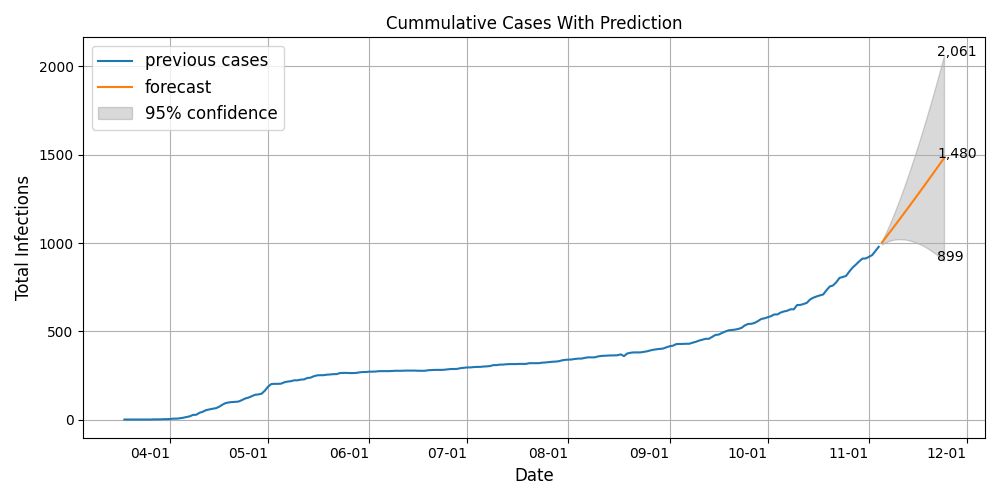 Cummulative Cases With Prediction
previous cases
forecast
95% confidence
2,061
1,480
899
2000
1500
1000
500
0
Total Infections
04-01 05-01 06-01 07-01 08-01 09-01 10-01 11-01 12-01
Date